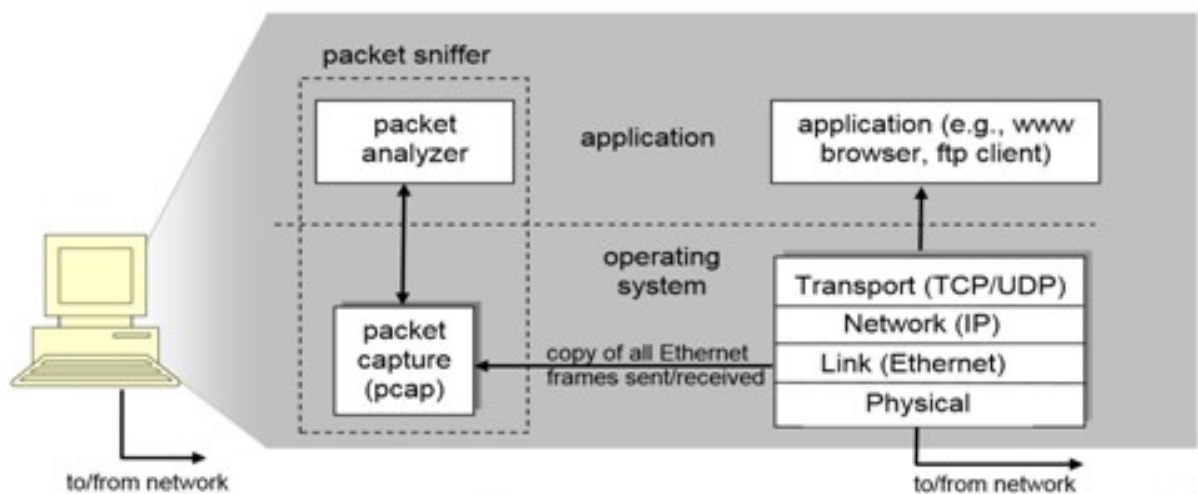 packet sniffer
packet
analyzer
application
application (e.g., www
browser, ftp client)
operating
system
packet
capture
(pcap)
copy of all Ethernet
frames sent/received
Transport (TCP/UDP)
Network (IP)
Link (Ethernet)
Physical
to/from network
to/from network